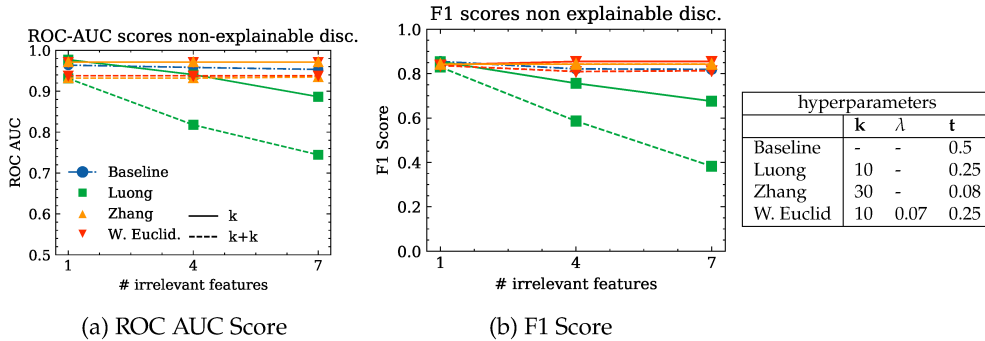 ROC-AUC scores non-explainable disc.
1.0
0.9
0.8
0.7
0.6
0.5
ROC AUC
Baseline
Luong
Zhang
W. Euclid.
k
k+k
1
4
7
# irrelevant features
(a) ROC AUC Score
F1 scores non explainable disc.
1.0
0.8
0.6
0.4
0.2
0.0
F1 Score
1
4
7
# irrelevant features
(b) F1 Score
hyperparameters
k λ t
Baseline - - 0.5
Luong 10 - 0.25
Zhang 30 - 0.08
W. Euclid 10 0.07 0.25